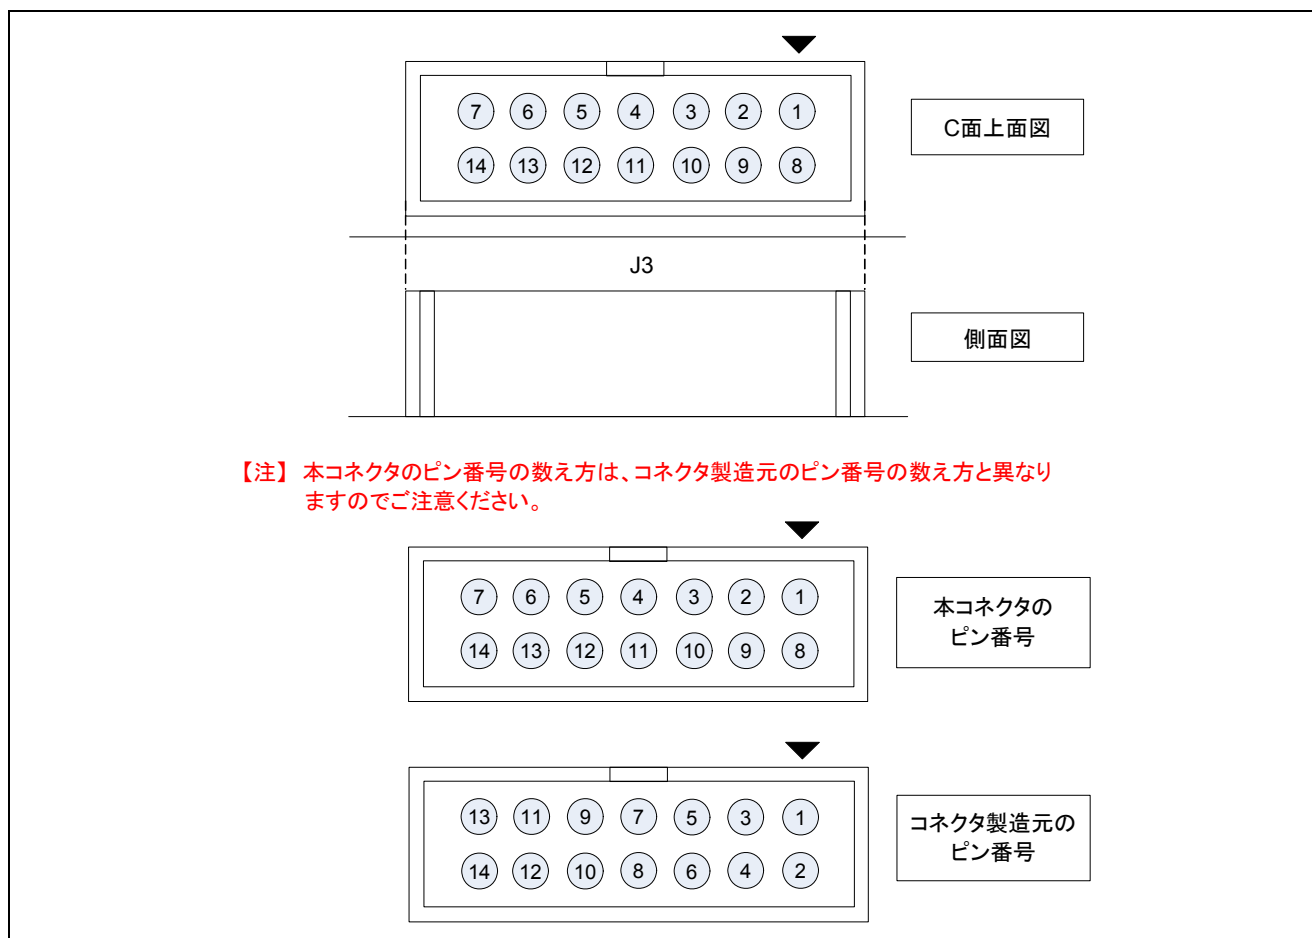 7 6 5 4 3 2 1
C面上面図
14 13 12 11 10 9 8
J3
側面図
【注】 本コネクタのピン番号の数え方は、コネクタ製造元のピン番号の数え方と異なり
ますのでご注意ください。
7 6 5 4 3 2 1
14 13 12 11 10 9 8
本コネクタの
ピン番号
13 11 9 7 5 3 1
14 12 10 8 6 4 2
コネクタ製造元の
ピン番号